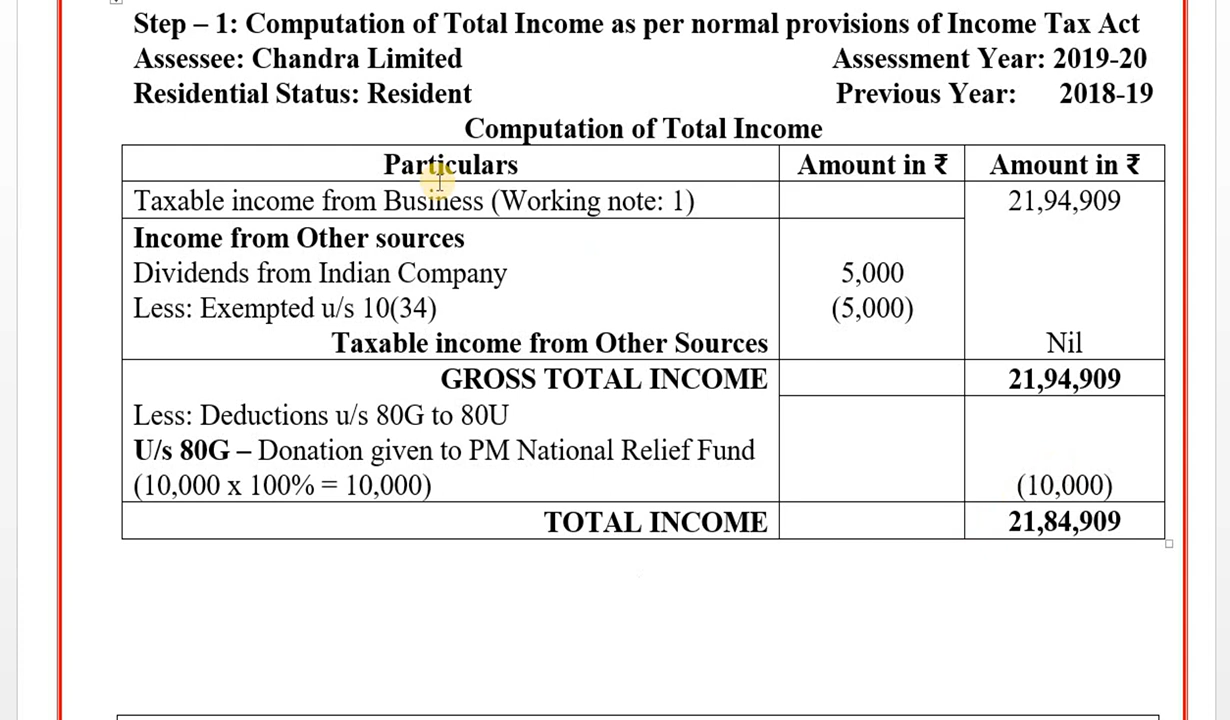 Step – 1: Computation of Total Income as per normal provisions of Income Tax Act
Assessee: Chandra Limited Assessment Year: 2019-20
Residential Status: Resident Previous Year: 2018-19
Computation of Total Income
Particulars Amount in ₹ Amount in ₹
Taxable income from Business (Working note: 1) 21,94,909
Income from Other sources
Dividends from Indian Company 5,000
Less: Exempted u/s 10(34) (5,000)
Taxable income from Other Sources Nil
GROSS TOTAL INCOME 21,94,909
Less: Deductions u/s 80G to 80U
U/s 80G – Donation given to PM National Relief Fund
(10,000 x 100% = 10,000) (10,000)
TOTAL INCOME 21,84,909